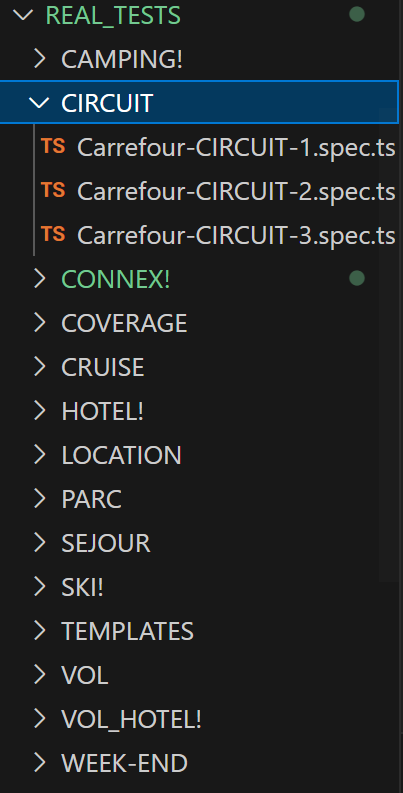 REAL_TESTS
CAMPING!
CIRCUIT
TS Carrefour-CIRCUIT-1.spec.ts
TS Carrefour-CIRCUIT-2.spec.ts
TS Carrefour-CIRCUIT-3.spec.ts
CONNEX!
COVERAGE
CRUISE
HOTEL!
LOCATION
PARC
SEJOUR
SKI!
TEMPLATES
VOL
VOL_HOTEL!
WEEK-END